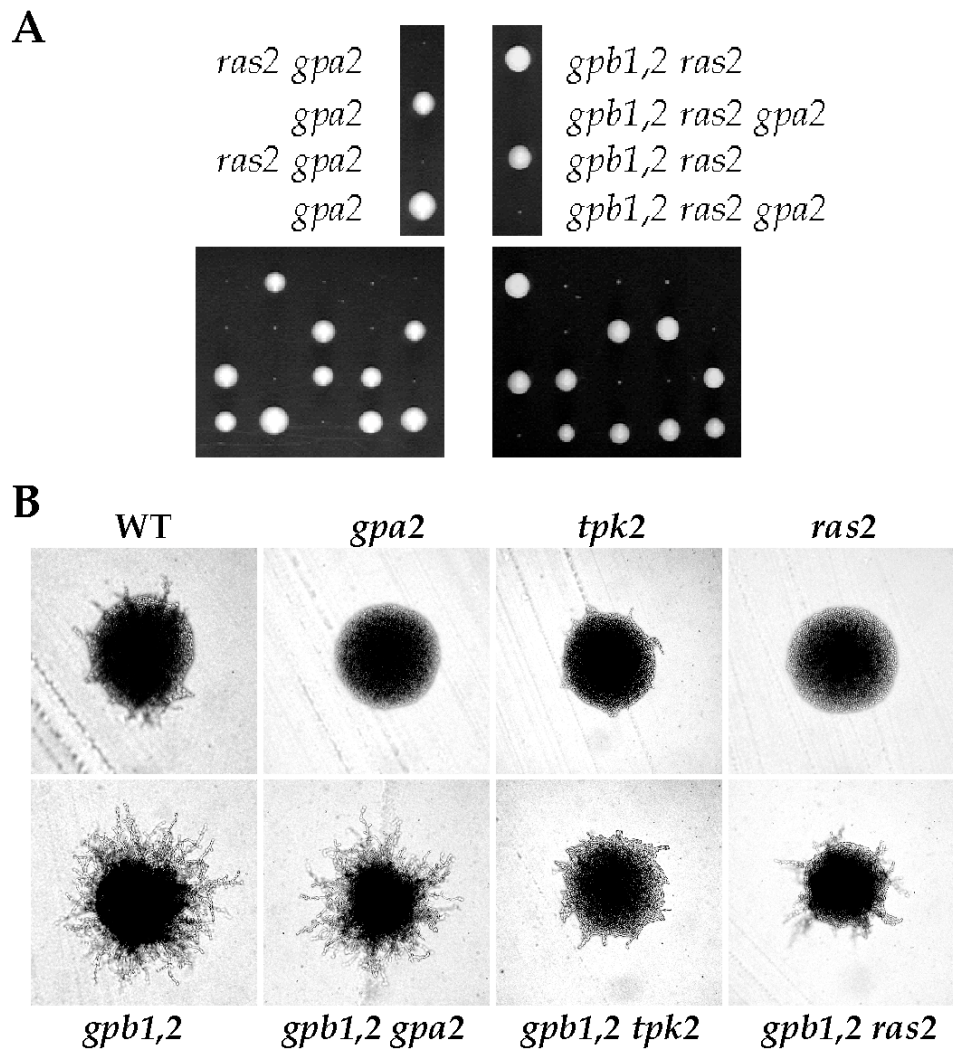 A
ras2 gpa2
gpa2
ras2 gpa2
gpa2
gpb1,2 ras2
gpb1,2 ras2 gpa2
gpb1,2 ras2
gpb1,2 ras2 gpa2
B
WT
gpa2
tpk2
ras2
gpb1,2
gpb1,2 gpa2
gpb1,2 tpk2
gpb1,2 ras2